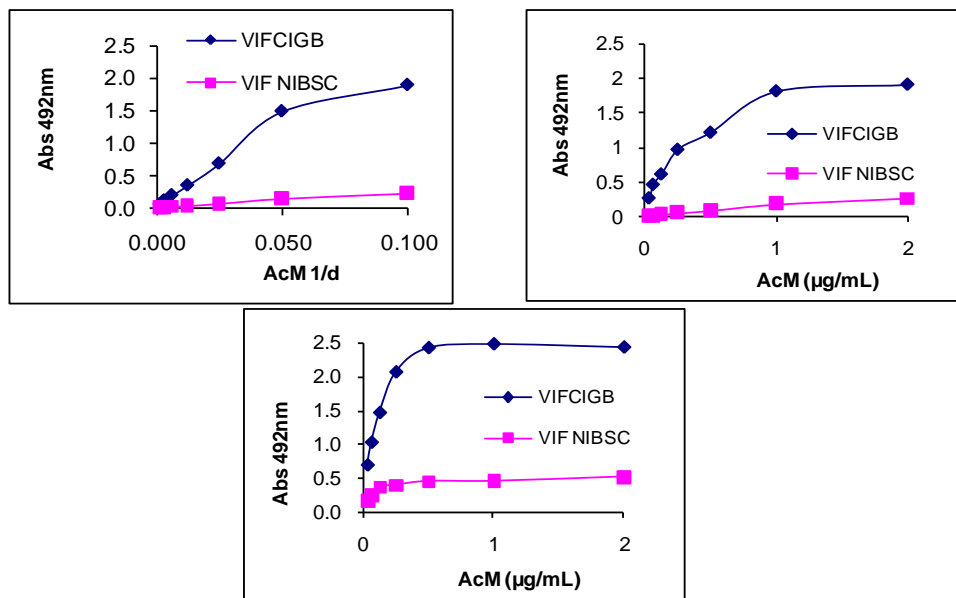 Abs 492nm
2.5
2.0
1.5
1.0
0.5
0.0
VIFCIGB
VIF NIBSC
0.000 0.050 0.100
AcM 1/d
Abs 492nm
2.5
2
1.5
1
0.5
0
VIFCIGB
VIF NIBSC
0 1 2
AcM (µg/mL)
Abs 492nm
2.5
2.0
1.5
1.0
0.5
0.0
VIFCIGB
VIF NIBSC
0 1 2
AcM (µg/mL)